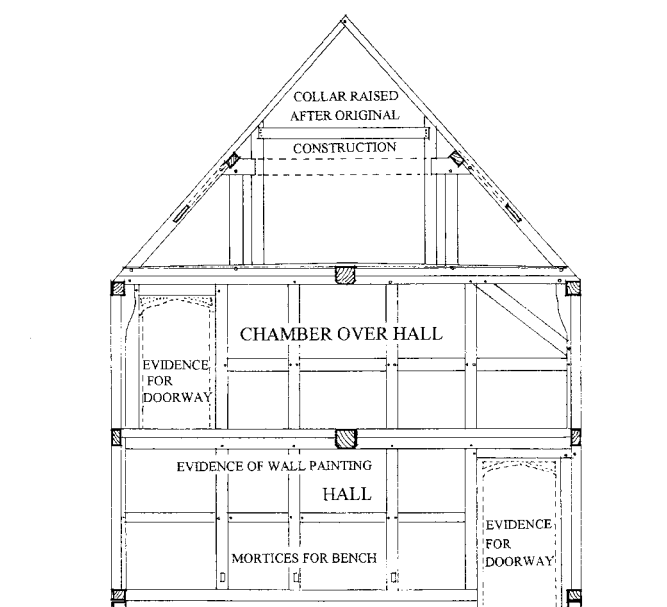 COLLAR RAISED
AFTER ORIGINAL
CONSTRUCTION
CHAMBER OVER HALL
EVIDENCE
FOR
DOORWAY
EVIDENCE OF WALL PAINTING
HALL
EVIDENCE
FOR
DOORWAY
MORTICES FOR BENCH